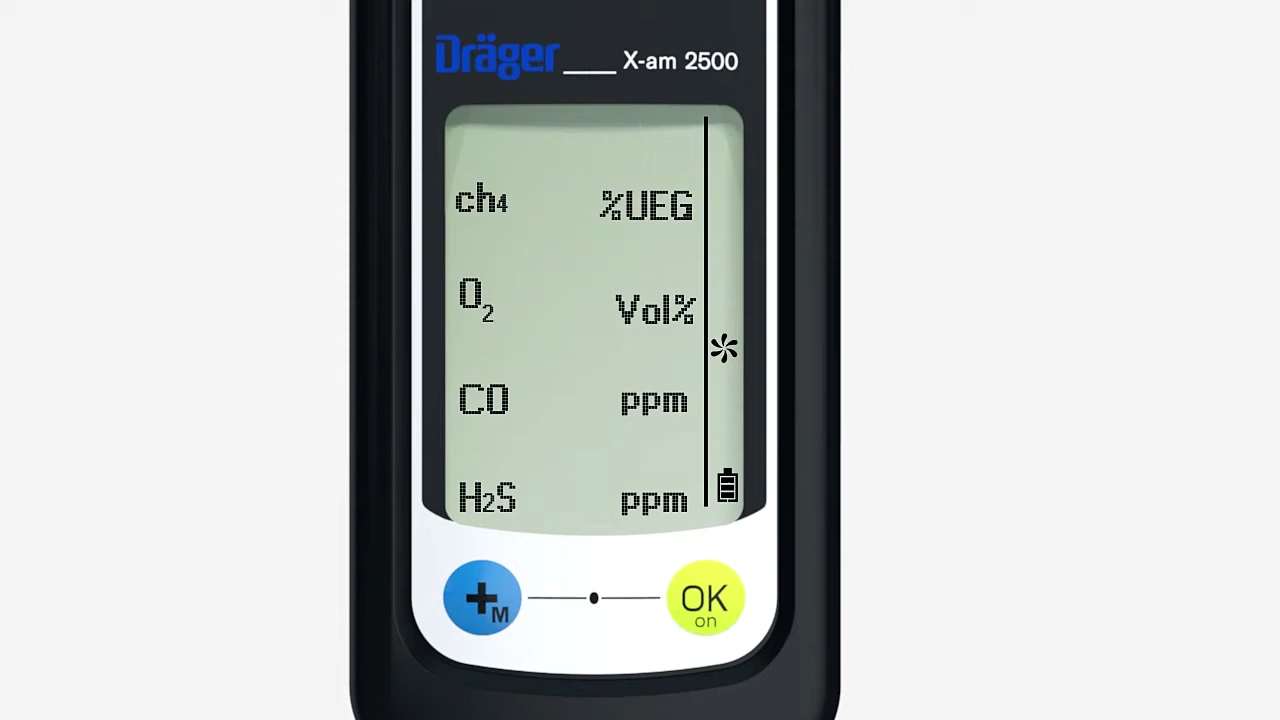 Dräger X-am 2500
ch4 %UEG
O2 Vol%
CO ppm
H2S ppm
+M OK
on